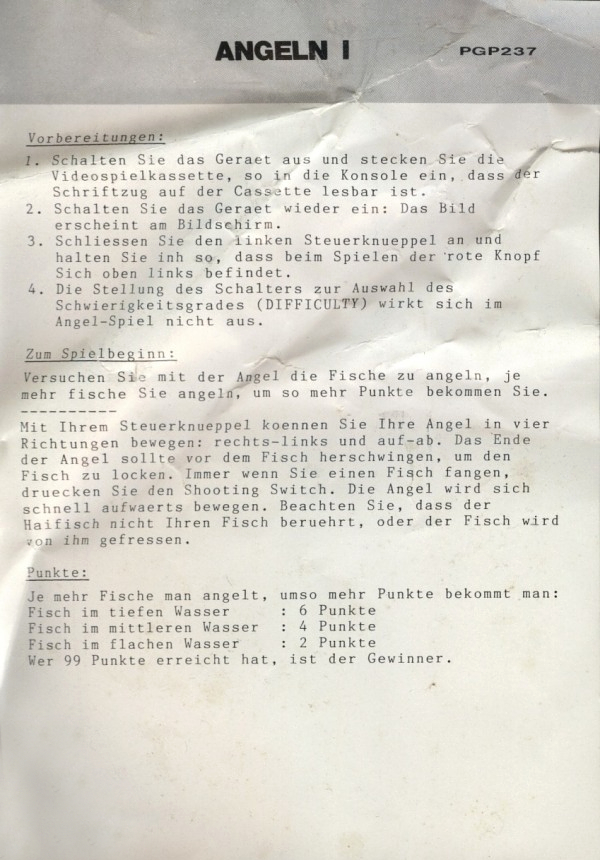 ANGELN I PGP237
Vorbereitungen:
1. Schalten Sie das Geraet aus und stecken Sie die
Videospielkassette, so in die Konsole ein, dass der
Schriftzug auf der Cassette lesbar ist.
2. Schalten Sie das Geraet wieder ein: Das Bild
erscheint am Bildschirm.
3. Schliessen Sie den linken Steuerknueppel an und
halten Sie inh so, dass beim Spielen der rote Knopf
Sich oben links befindet.
4. Die Stellung des Schalters zur Auswahl des
Schwierigkeitsgrades (DIFFICULTY) wirkt sich im
Angel-Spiel nicht aus.
Zum Spielbeginn:
Versuchen Sie mit der Angel die Fische zu angeln, je
mehr fische Sie angeln, um so mehr Punkte bekommen Sie.
----------
Mit Ihrem Steuerknueppel koennen Sie Ihre Angel in vier
Richtungen bewegen: rechts-links und auf-ab. Das Ende
der Angel sollte vor dem Fisch herschwingen, um den
Fisch zu locken. Immer wenn Sie einen Fisch fangen,
druecken Sie den Shooting Switch. Die Angel wird sich
schnell aufwaerts bewegen. Beachten Sie, dass der
Haifisch nicht Ihren Fisch beruehrt, oder der Fisch wird
von ihm gefressen.
Punkte:
Je mehr Fische man angelt, umso mehr Punkte bekommt man:
Fisch im tiefen Wasser : 6 Punkte
Fisch im mittleren Wasser : 4 Punkte
Fisch im flachen Wasser : 2 Punkte
Wer 99 Punkte erreicht hat, ist der Gewinner.